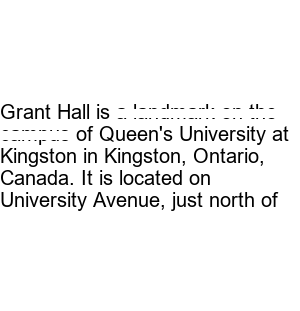 Grant Hall is a landmark on the
campus of Queen's University at
Kingston in Kingston, Ontario,
Canada. It is located on
University Avenue, just north of